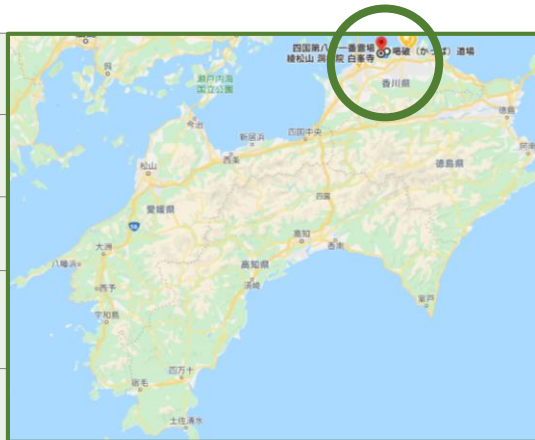 四国第八十一番霊場
綾松山 洞林院 白峯寺
喝破(かっぱ)道場
香川県
呉
瀬戸内海
国立公園
今治
新居浜
西条
四国中央
徳島
阿南
松山
徳島県
愛媛県
四国
56
大洲
高知
香南
八幡浜
高知県
須崎
西予
室戸
宇和島
四万十
宿毛
土佐清水